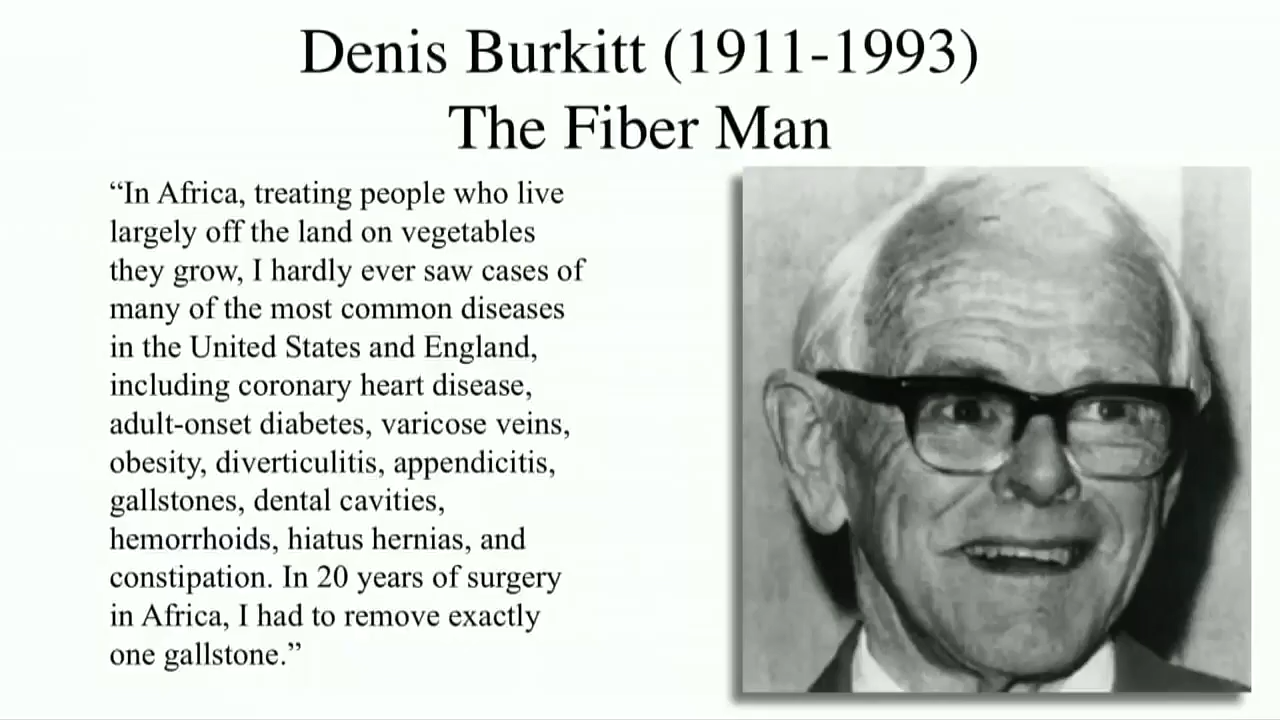 Denis Burkitt (1911-1993)
The Fiber Man
“In Africa, treating people who live
largely off the land on vegetables
they grow, I hardly ever saw cases of
many of the most common diseases
in the United States and England,
including coronary heart disease,
adult-onset diabetes, varicose veins,
obesity, diverticulitis, appendicitis,
gallstones, dental cavities,
hemorrhoids, hiatus hernias, and
constipation. In 20 years of surgery
in Africa, I had to remove exactly
one gallstone.”